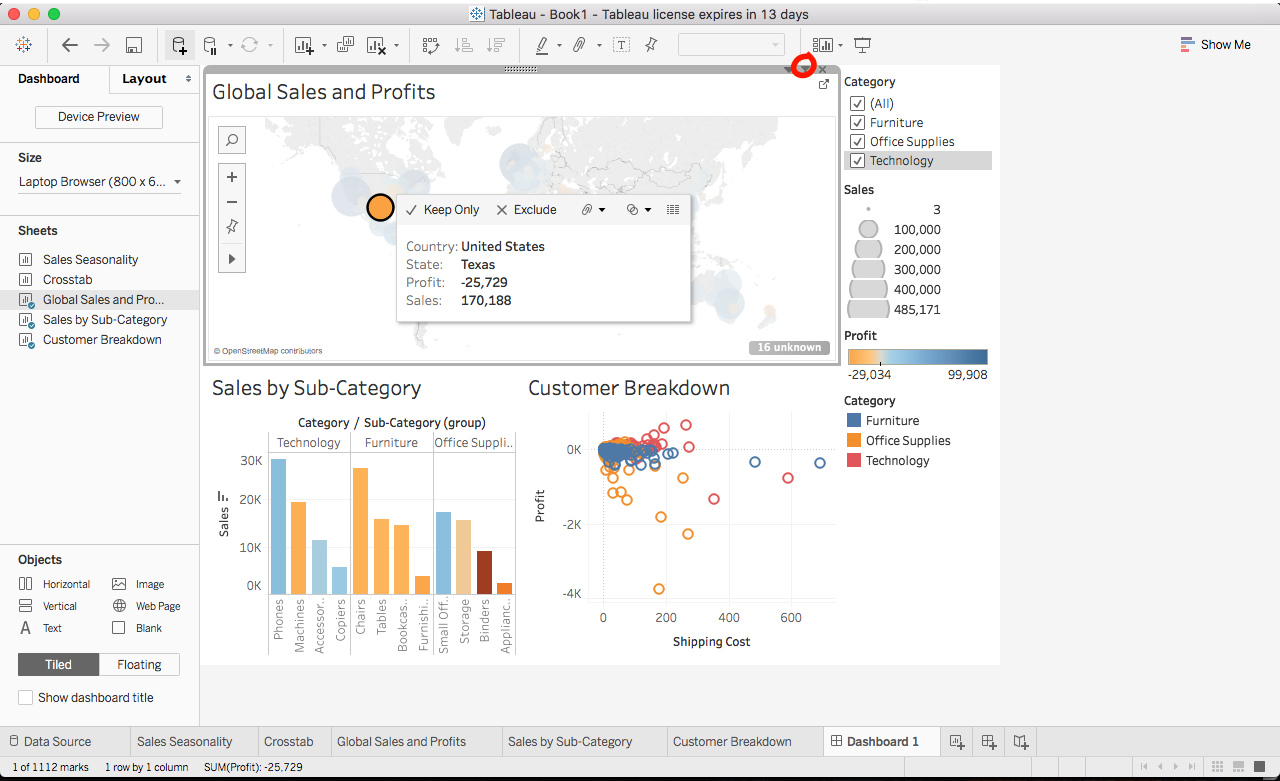 Tableau - Book1 - Tableau license expires in 13 days
Show Me
Dashboard
Layout
Device Preview
Size
Laptop Browser (800 x 6...
Sheets
Sales Seasonality
Crosstab
Global Sales and Pro...
Sales by Sub-Category
Customer Breakdown
Objects
Horizontal
Image
Vertical
Web Page
A Text
Blank
Tiled
Floating
Show dashboard title
Global Sales and Profits
Keep Only
Exclude
Country: United States
State: Texas
Profit: -25,729
Sales: 170,188
© OpenStreetMap contributors
16 unknown
Category
(All)
Furniture
Office Supplies
Technology
Sales
3
100,000
200,000
300,000
400,000
485,171
Profit
-29,034
99,908
Category
Furniture
Office Supplies
Technology
Sales by Sub-Category
Category / Sub-Category (group)
Technology
Furniture
Office Suppli..
Sales
30K
20K
10K
0K
Phones
Machines
Accessor..
Copiers
Chairs
Tables
Bookcas..
Furnishi..
Small Off..
Storage
Binders
Applianc..
Customer Breakdown
Profit
0K
-2K
-4K
0
200
400
600
Shipping Cost
Data Source
Sales Seasonality
Crosstab
Global Sales and Profits
Sales by Sub-Category
Customer Breakdown
Dashboard 1
1 of 1112 marks
1 row by 1 column
SUM(Profit): -25,729